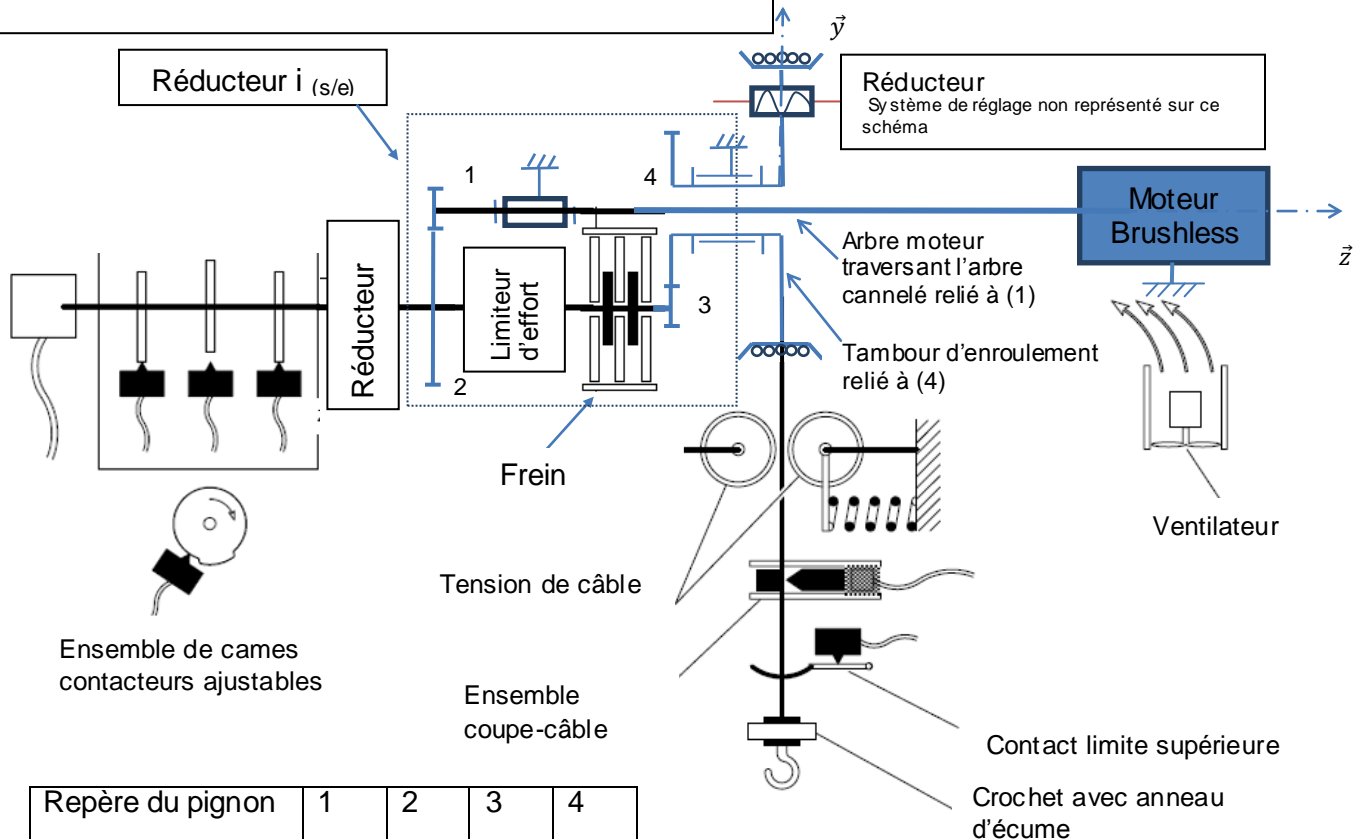 y⃗
Réducteur i (s/e)
Réducteur
Système de réglage non représenté sur ce
schéma
1
4
Moteur
Brushless
z⃗
Arbre moteur
traversant l'arbre
cannelé relié à (1)
Réducteur
Limiteur
d'effort
3
2
Tambour d'enroulement
relié à (4)
Frein
Ventilateur
Tension de câble
Ensemble de cames
contacteurs ajustables
Ensemble
coupe-câble
Contact limite supérieure
Crochet avec anneau
d'écume
Repère du pignon 1 2 3 4